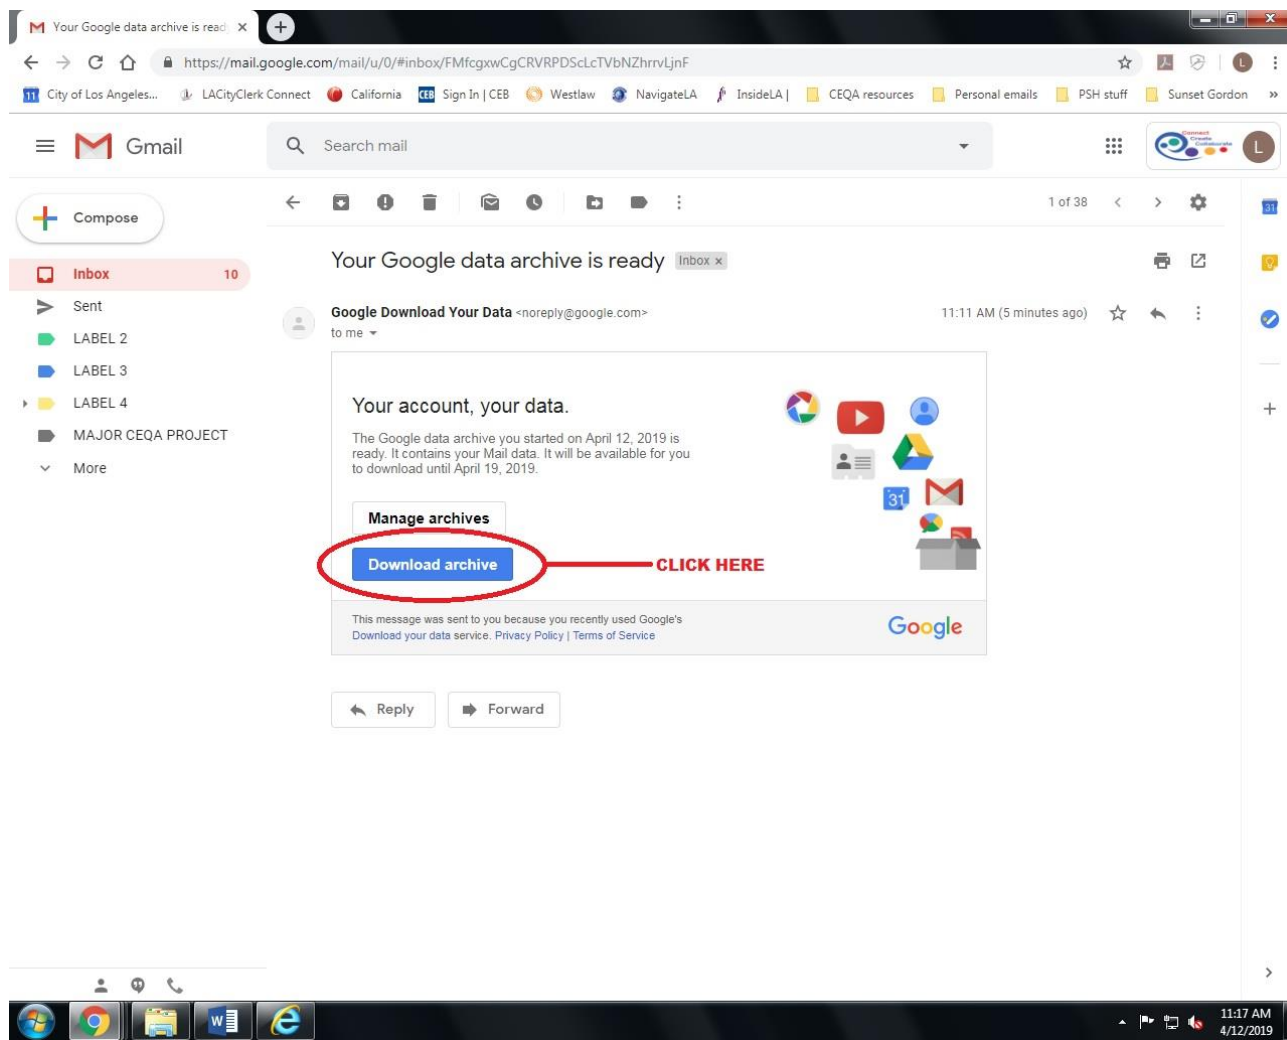 Your Google data archive is read
https://mail.google.com/mail/u/0/#inbox/FMfcgxwCgCRVRPDScLcTVbNZhrrvLjnF
L
11 City of Los Angeles... LACityClerk Connect California CEB Sign In | CEB Westlaw NavigateLA InsideLA | CEQA resources Personal emails PSH stuff Sunset Gordon »
Gmail
Search mail
Connect
Create
Collaborate
L
Compose
1 of 38
31
Your Google data archive is ready Inbox x
Inbox 10
Sent
LABEL 2
LABEL 3
LABEL 4
MAJOR CEQA PROJECT
More
Google Download Your Data <noreply@google.com> 11:11 AM (5 minutes ago)
to me
Your account, your data.
The Google data archive you started on April 12, 2019 is
ready. It contains your Mail data. It will be available for you
to download until April 19, 2019.
31
Manage archives
Download archive
CLICK HERE
This message was sent to you because you recently used Google's
Download your data service. Privacy Policy | Terms of Service
Google
Reply Forward
W
11:17 AM
4/12/2019